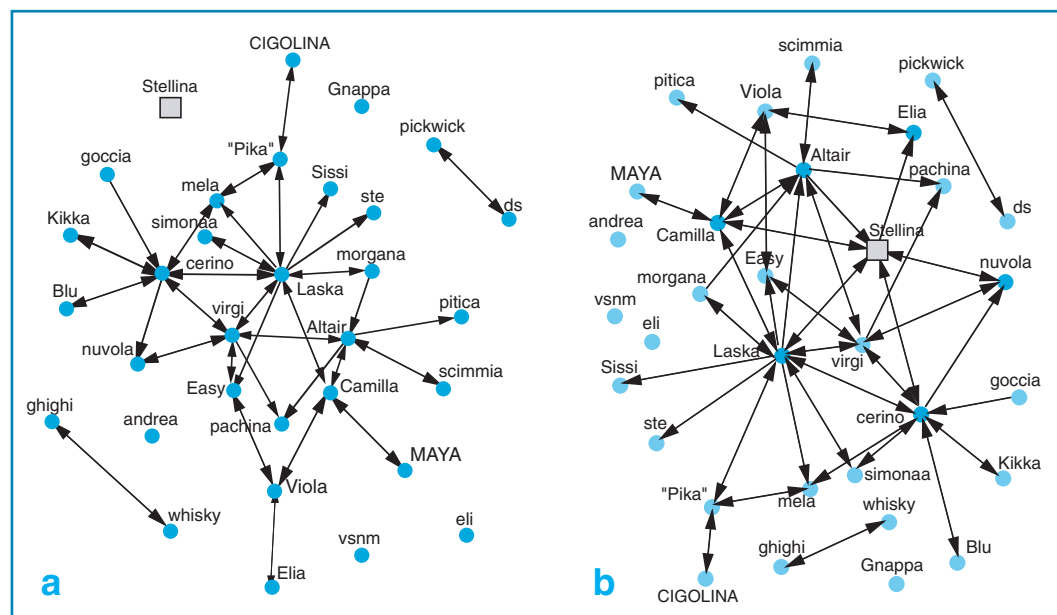 CIGOLINA
Stellina
Gnappa
pickwick
"Pika"
goccia
mela
Sissi
ste
ds
Kikka
simonaa
cerino
morgana
Laska
Blu
virgi
Altair
pitica
nuvola
Easy
Camilla
scimmia
ghighi
andrea
pachina
MAYA
Viola
whisky
vsnm
eli
Elia
a
scimmia
pickwick
pitica
Viola
Elia
Altair
MAYA
pachina
andrea
Camilla
Stellina
ds
morgana
Easy
nuvola
vsnm
eli
Laska
virgi
Sissi
goccia
ste
cerino
simonaa
Kikka
"Pika"
mela
whisky
ghighi
Blu
Gnappa
CIGOLINA
b